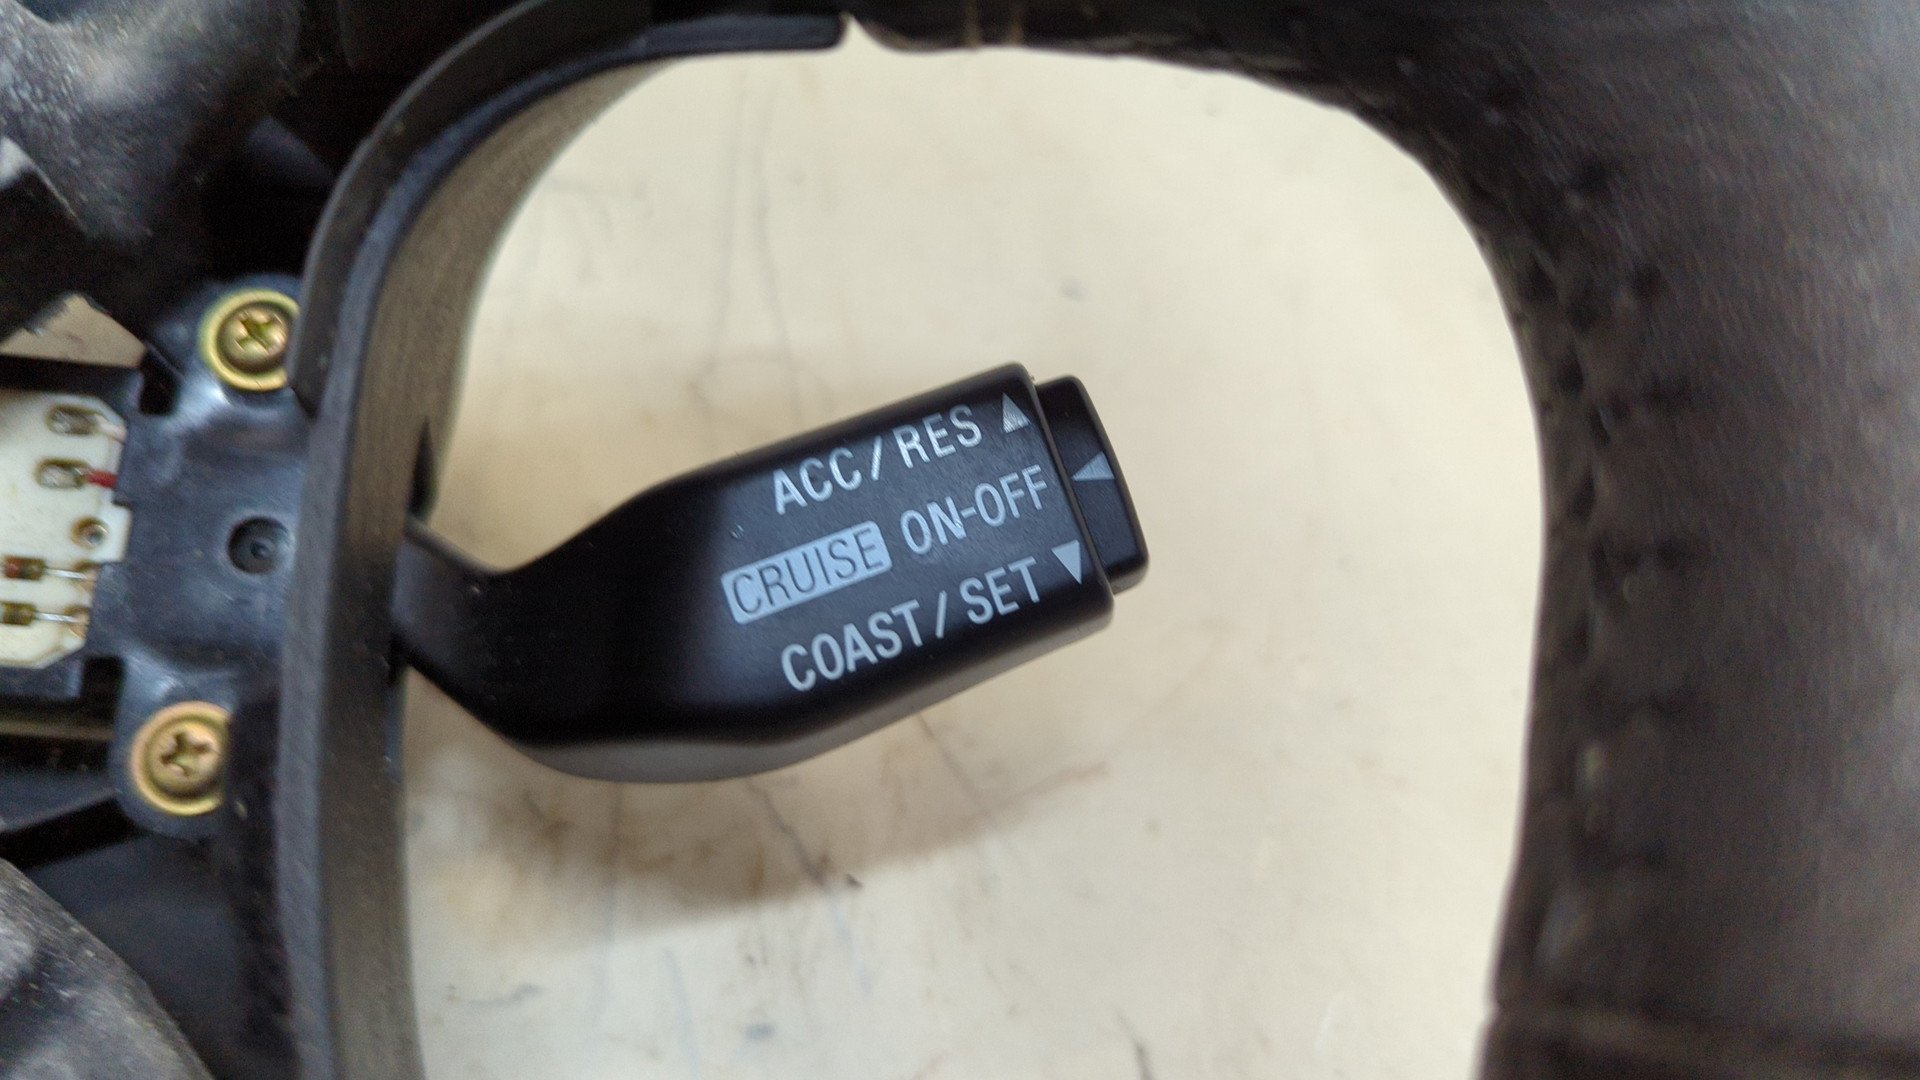 ACC/RES ▲
CRUISE ON-OFF ◀
COAST/SET ▼